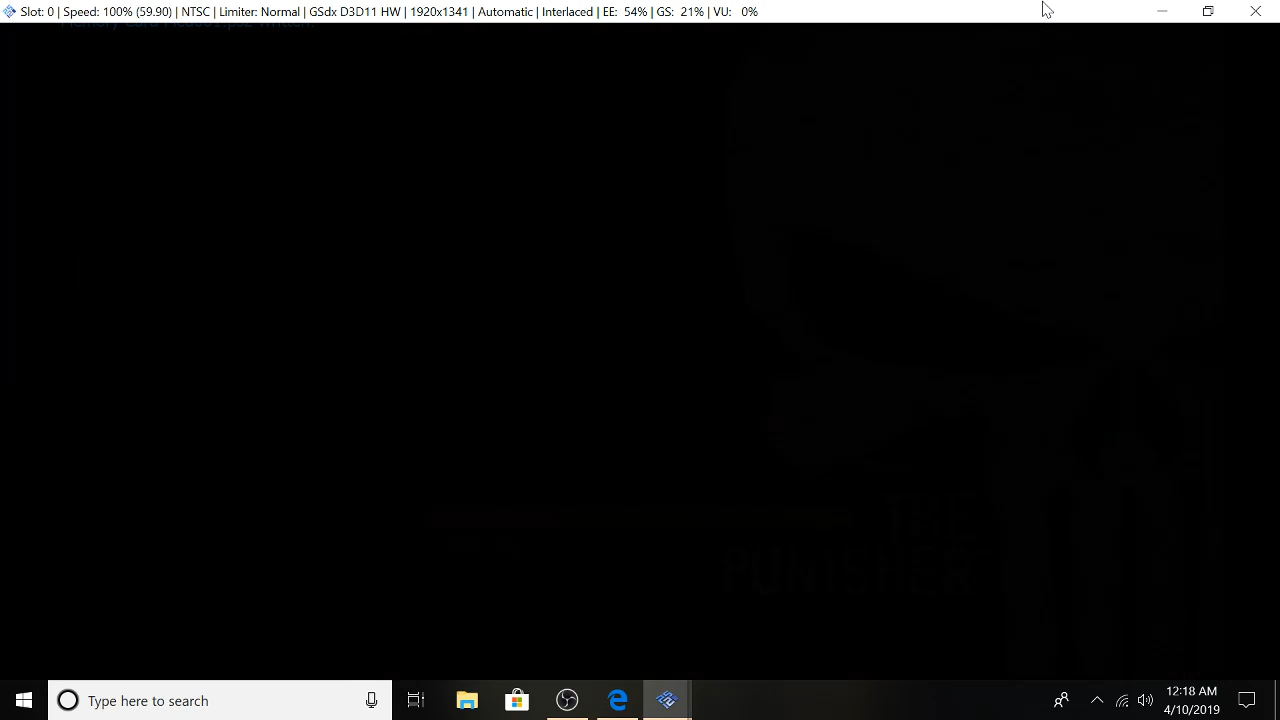 Slot: 0 | Speed: 100% (59.90) | NTSC | Limiter: Normal | GSdx D3D11 HW | 1920x1341 | Automatic | Interlaced | EE: 54% | GS: 21% | VU: 0%
THE
PUNISHER
Type here to search
12:18 AM
4/10/2019